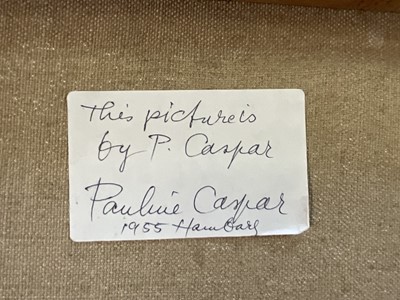 This picture is
by P. Caspar
Pauline Caspar
1955 Hamburg